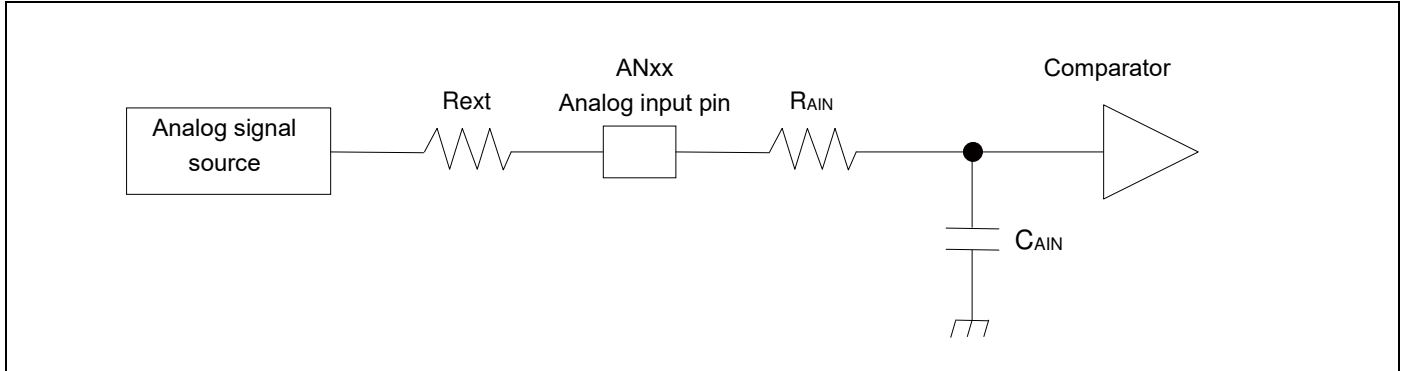 ANxx
Analog input pin
Comparator
Analog signal
source
Rext
RAIN
CAIN